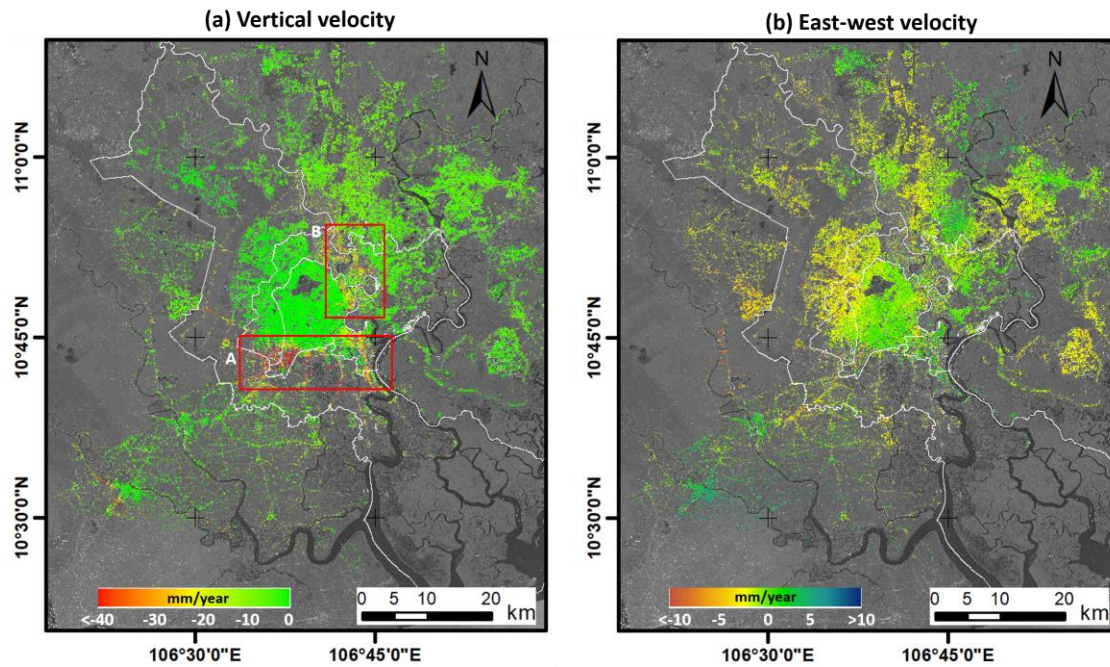 (a) Vertical velocity
(b) East-west velocity
N
N
11°0'0"N
10°45'0"N
10°30'0"N
11°0'0"N
10°45'0"N
10°30'0"N
B
A
mm/year
<-40 -30 -20 -10 0
0 5 10 20
km
mm/year
<-10 -5 0 5 >10
0 5 10 20
km
106°30'0"E 106°45'0"E
106°30'0"E 106°45'0"E